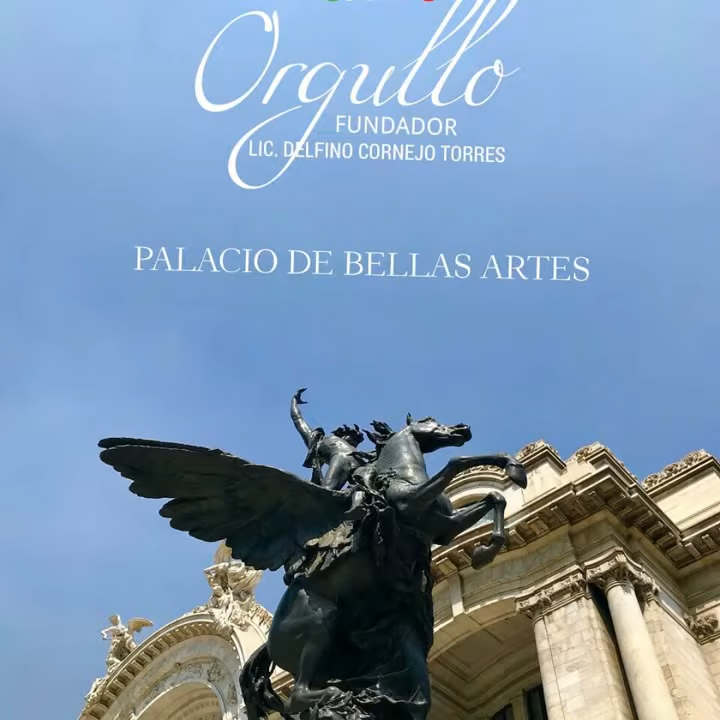 Orgullo
FUNDADOR
LIC. DELFINO CORNEJO TORRES
PALACIO DE BELLAS ARTES